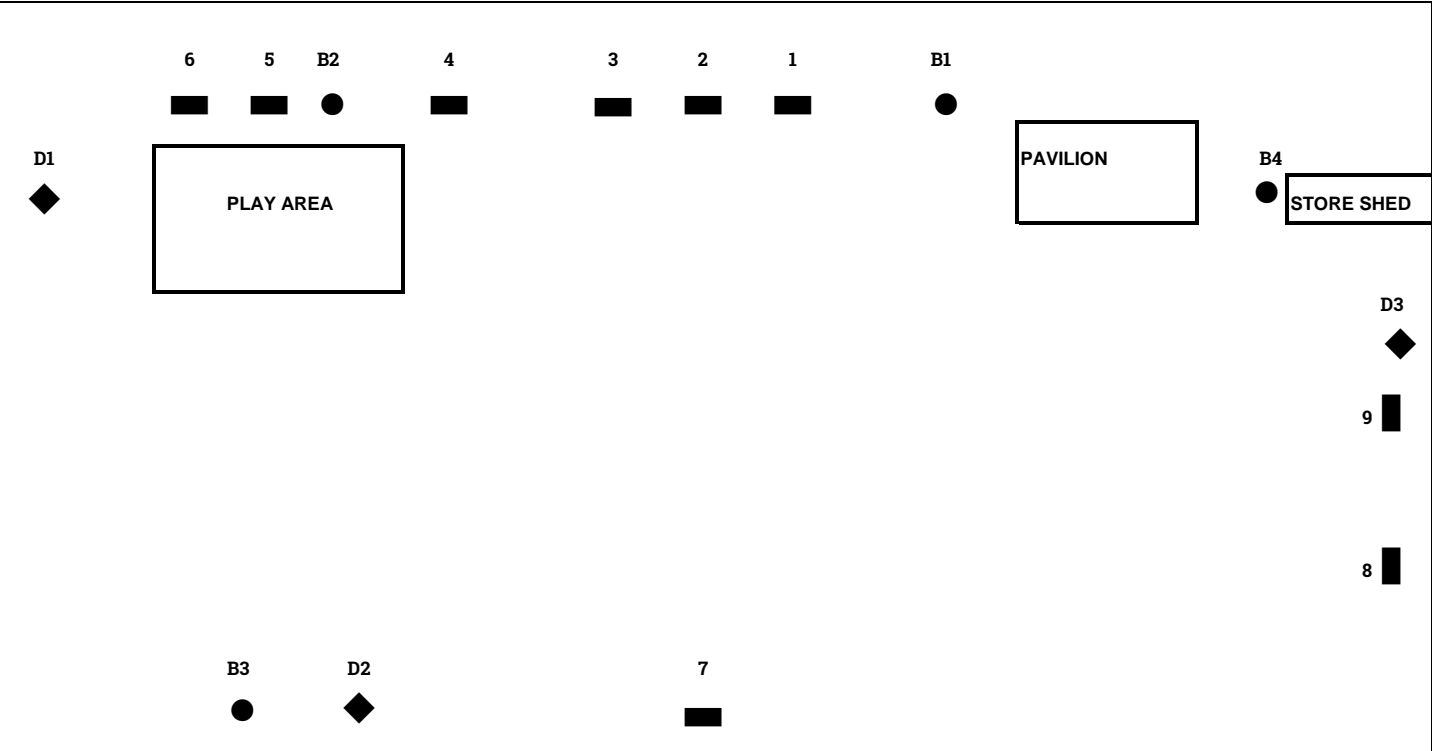 6 5 B2 4 3 2 1 B1
D1 PLAY AREA PAVILION B4 STORE SHED
D3
9
8
B3 D2 7